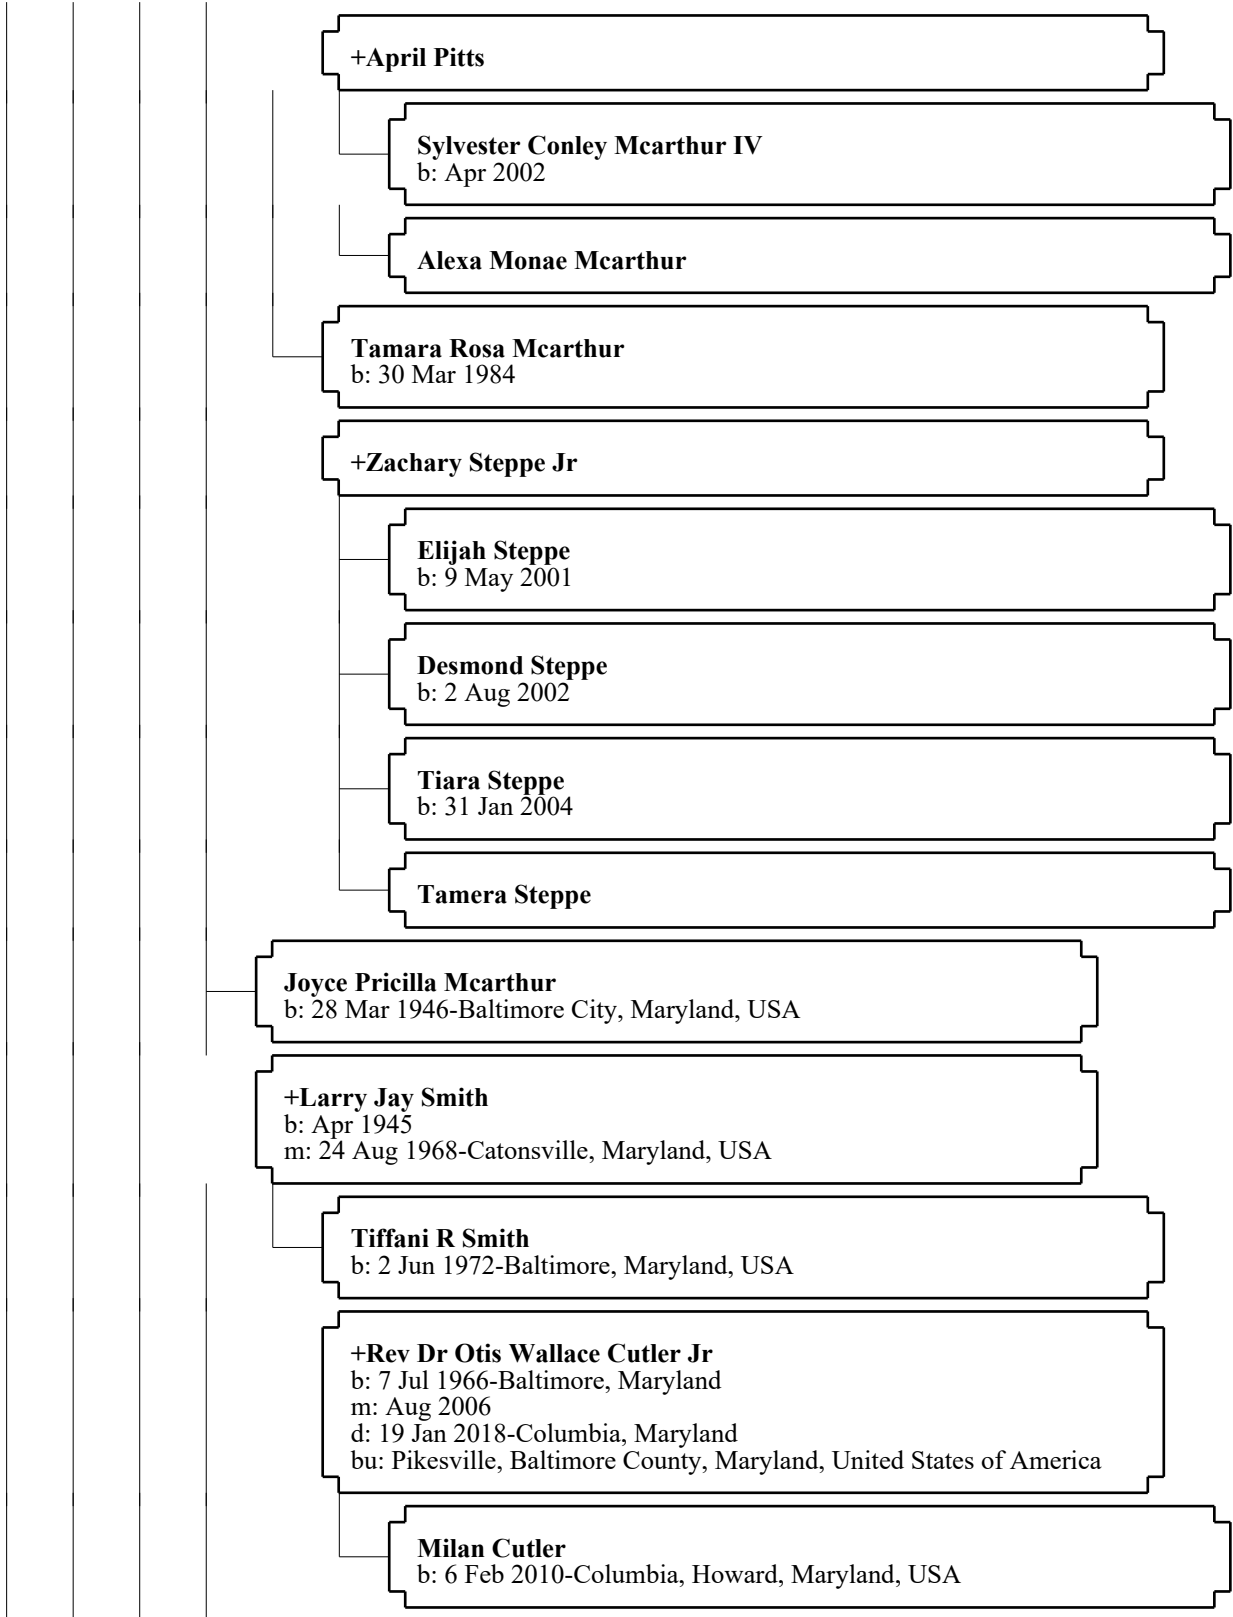 +April Pitts
Sylvester Conley Mcarthur IV
b: Apr 2002
Alexa Monae Mcarthur
Tamara Rosa Mcarthur
b: 30 Mar 1984
+Zachary Steppe Jr
Elijah Steppe
b: 9 May 2001
Desmond Steppe
b: 2 Aug 2002
Tiara Steppe
b: 31 Jan 2004
Tamera Steppe
Joyce Pricilla Mcarthur
b: 28 Mar 1946-Baltimore City, Maryland, USA
+Larry Jay Smith
b: Apr 1945
m: 24 Aug 1968-Catonsville, Maryland, USA
Tiffani R Smith
b: 2 Jun 1972-Baltimore, Maryland, USA
+Rev Dr Otis Wallace Cutler Jr
b: 7 Jul 1966-Baltimore, Maryland
m: Aug 2006
d: 19 Jan 2018-Columbia, Maryland
bu: Pikesville, Baltimore County, Maryland, United States of America
Milan Cutler
b: 6 Feb 2010-Columbia, Howard, Maryland, USA